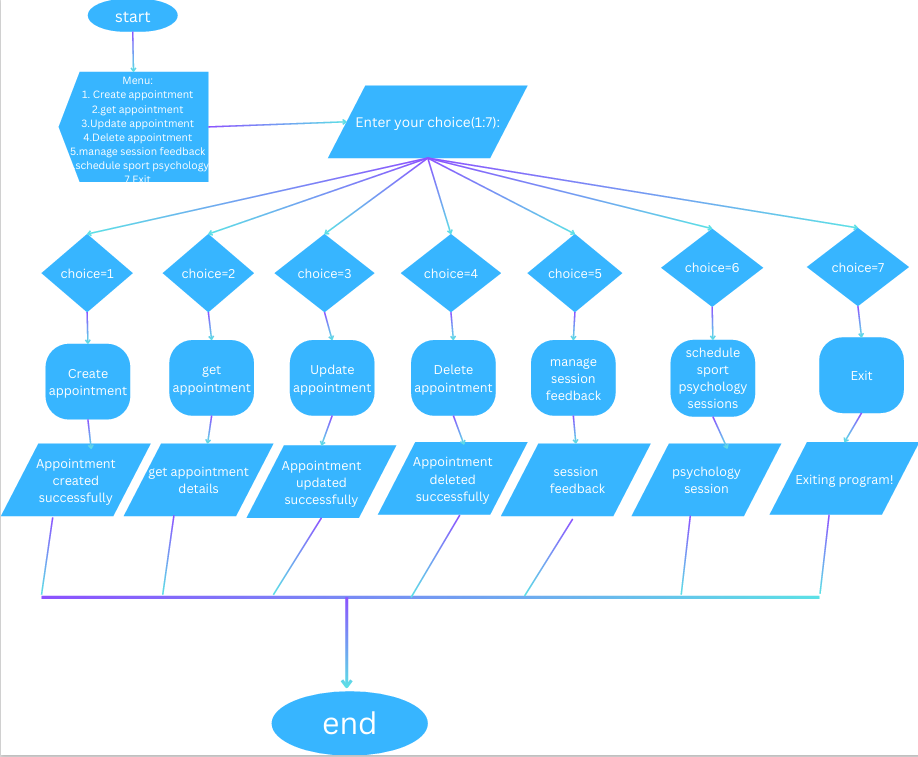 start
Menu:
1. Create appointment
2.get appointment
3.Update appointment
4.Delete appointment
5.manage session feedback
schedule sport psychology
7.Exit
Enter your choice(1:7):
choice=1
choice=2
choice=3
choice=4
choice=5
choice=6
choice=7
Create
appointment
get
appointment
Update
appointment
Delete
appointment
manage
session
feedback
schedule
sport
psychology
sessions
Exit
Appointment
created
successfully
get appointment
details
Appointment
updated
successfully
Appointment
deleted
successfully
session
feedback
psychology
session
Exiting program!
end